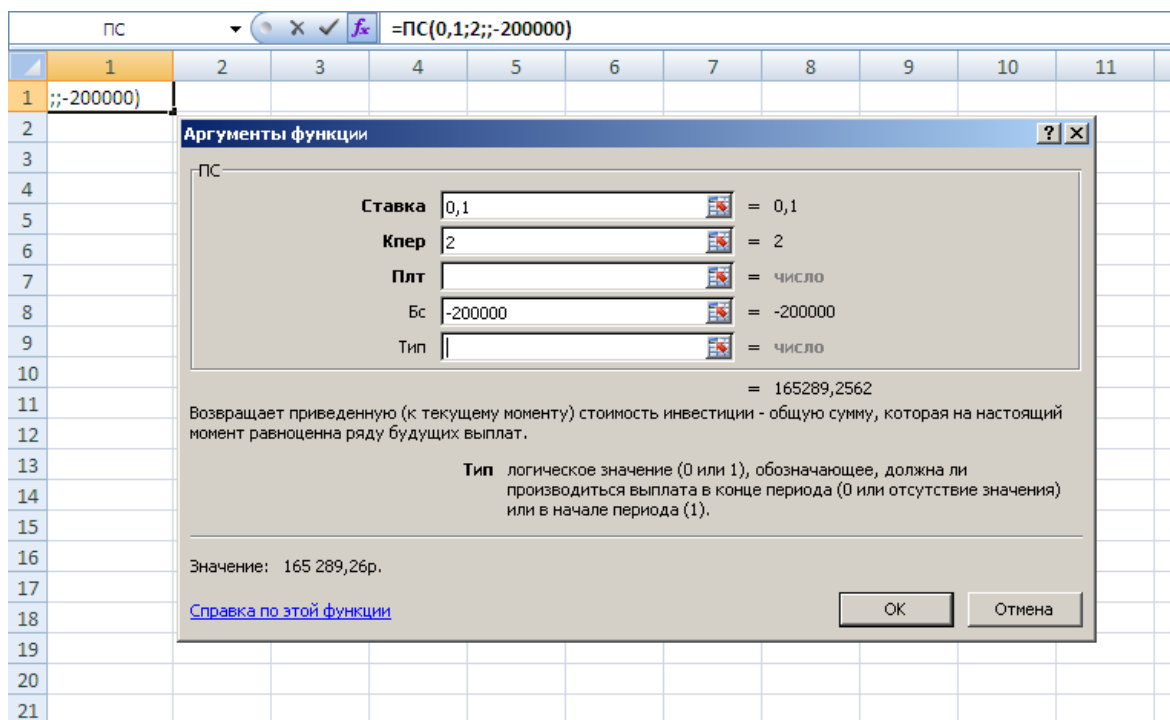 ПС =ПС(0,1;2;;-200000)
1 2 3 4 5 6 7 8 9 10 11
1 ;;-200000)
2
3
4
5
6
7
8
9
10
11
12
13
14
15
16
17
18
19
20
21
Аргументы функции
ПС
Ставка 0,1 = 0,1
Кпер 2 = 2
Плт = число
Бс -200000 = -200000
Тип = число
= 165289,2562
Возвращает приведенную (к текущему моменту) стоимость инвестиции - общую сумму, которая на настоящий
момент равноценна ряду будущих выплат.
Тип логическое значение (0 или 1), обозначающее, должна ли
производиться выплата в конце периода (0 или отсутствие значения)
или в начале периода (1).
Значение: 165 289,26р.
Справка по этой функции
ОК Отмена